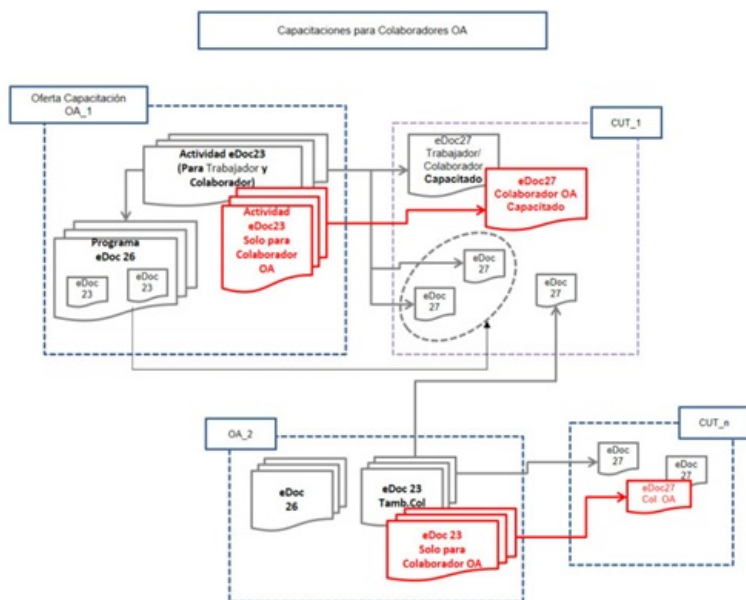 Capacitaciones para Colaboradores OA
Oferta Capacitación
OA_1
CUT_1
Actividad eDoc23
(Para Trabajador y
Colaborador)
eDoc27
Trabajador/
Colaborador
Capacitado
eDoc27
Colaborador OA
Capacitado
Actividad
eDoc23
Solo para
Colaborador
OA
Programa
eDoc 26
eDoc
23
eDoc
23
eDoc
27
eDoc
27
eDoc
27
OA_2
CUT_n
eDoc
26
eDoc 23
Tamb.Col
eDoc 23
Solo para
Colaborador OA
eDoc
27
eDoc
27
eDoc27
Col OA